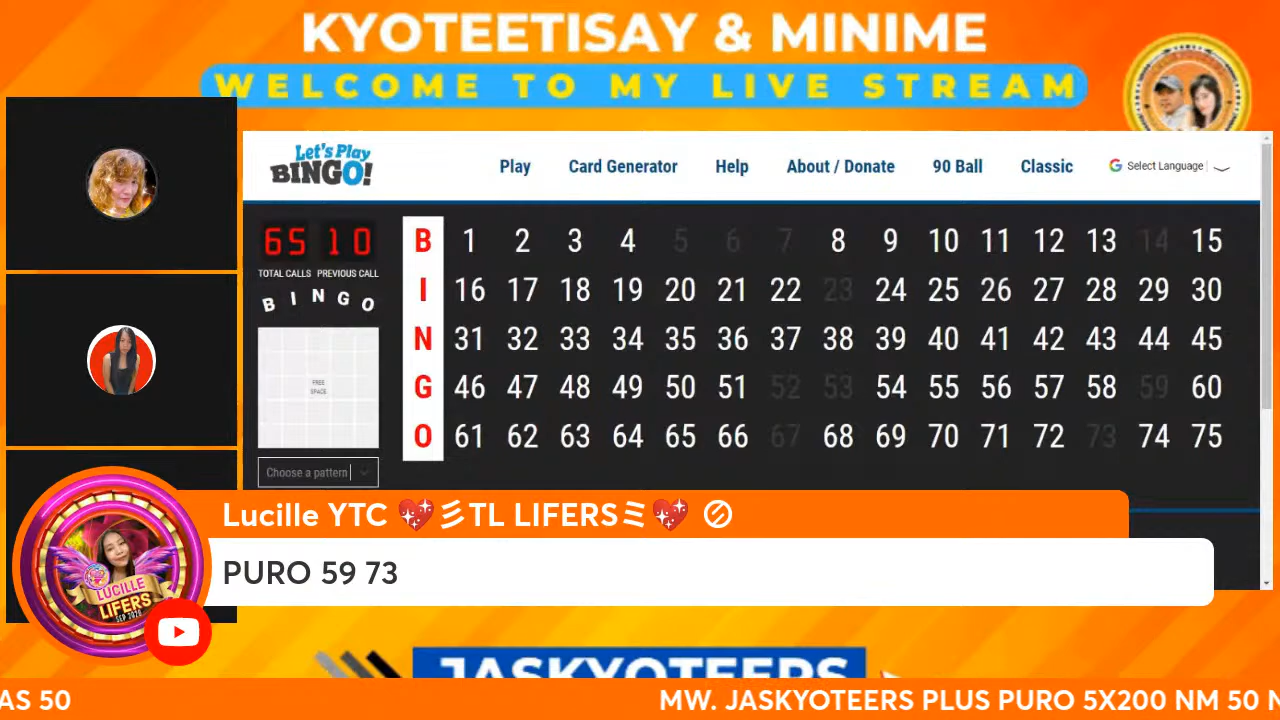 KYOTEETISAY & MINIME
WELCOME TO MY LIVE STREAM
Let's Play
BINGO!
Play Card Generator Help About / Donate 90 Ball Classic G Select Language
65 10
TOTAL CALLS PREVIOUS CALL
B I N G O
FREE
SPACE
Choose a pattern
B 1 2 3 4 5 6 7 8 9 10 11 12 13 14 15
I 16 17 18 19 20 21 22 23 24 25 26 27 28 29 30
N 31 32 33 34 35 36 37 38 39 40 41 42 43 44 45
G 46 47 48 49 50 51 52 53 54 55 56 57 58 59 60
O 61 62 63 64 65 66 67 68 69 70 71 72 73 74 75
Lucille YTC 💖彡TL LIFERSミ💖
PURO 59 73
LUCILLE
LIFERS
SEP 2020
JASKYOTEERS
AS 50 MW. JASKYOTEERS PLUS PURO 5X200 NM 50 N